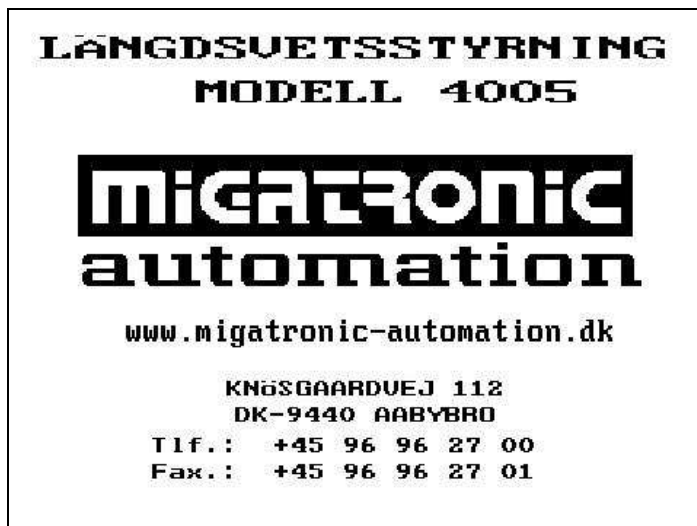 LÄNGDSVETSSTYRNING
MODELL 4005
MIGATRONIC
automation
www.migatronic-automation.dk
KNöSGAARDVEJ 112
DK-9440 AABYBRO
Tlf.: +45 96 96 27 00
Fax.: +45 96 96 27 01